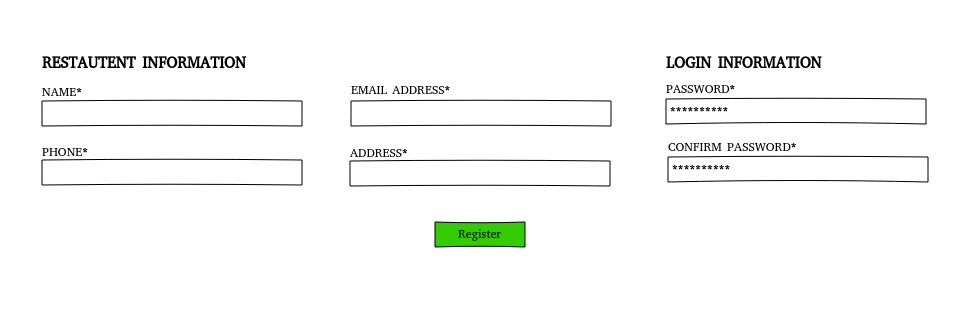 RESTAUTENT INFORMATION
NAME*
PHONE*
EMAIL ADDRESS*
ADDRESS*
LOGIN INFORMATION
PASSWORD*
**********
CONFIRM PASSWORD*
**********
Register